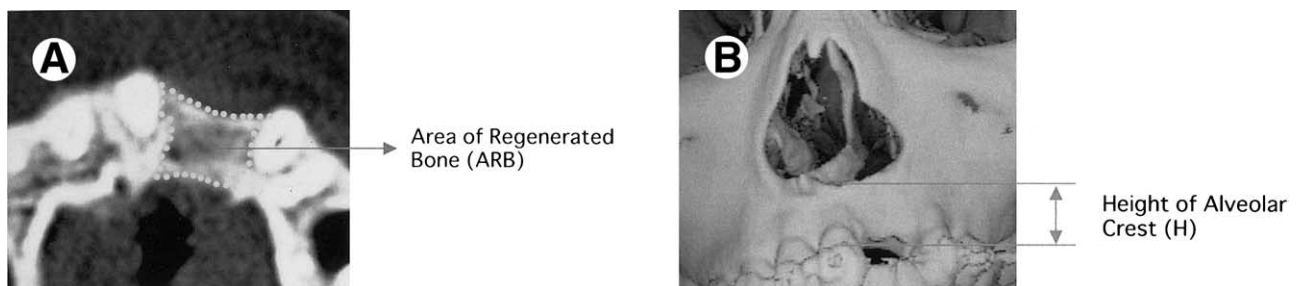 A
Area of Regenerated
Bone (ARB)
B
Height of Alveolar
Crest (H)